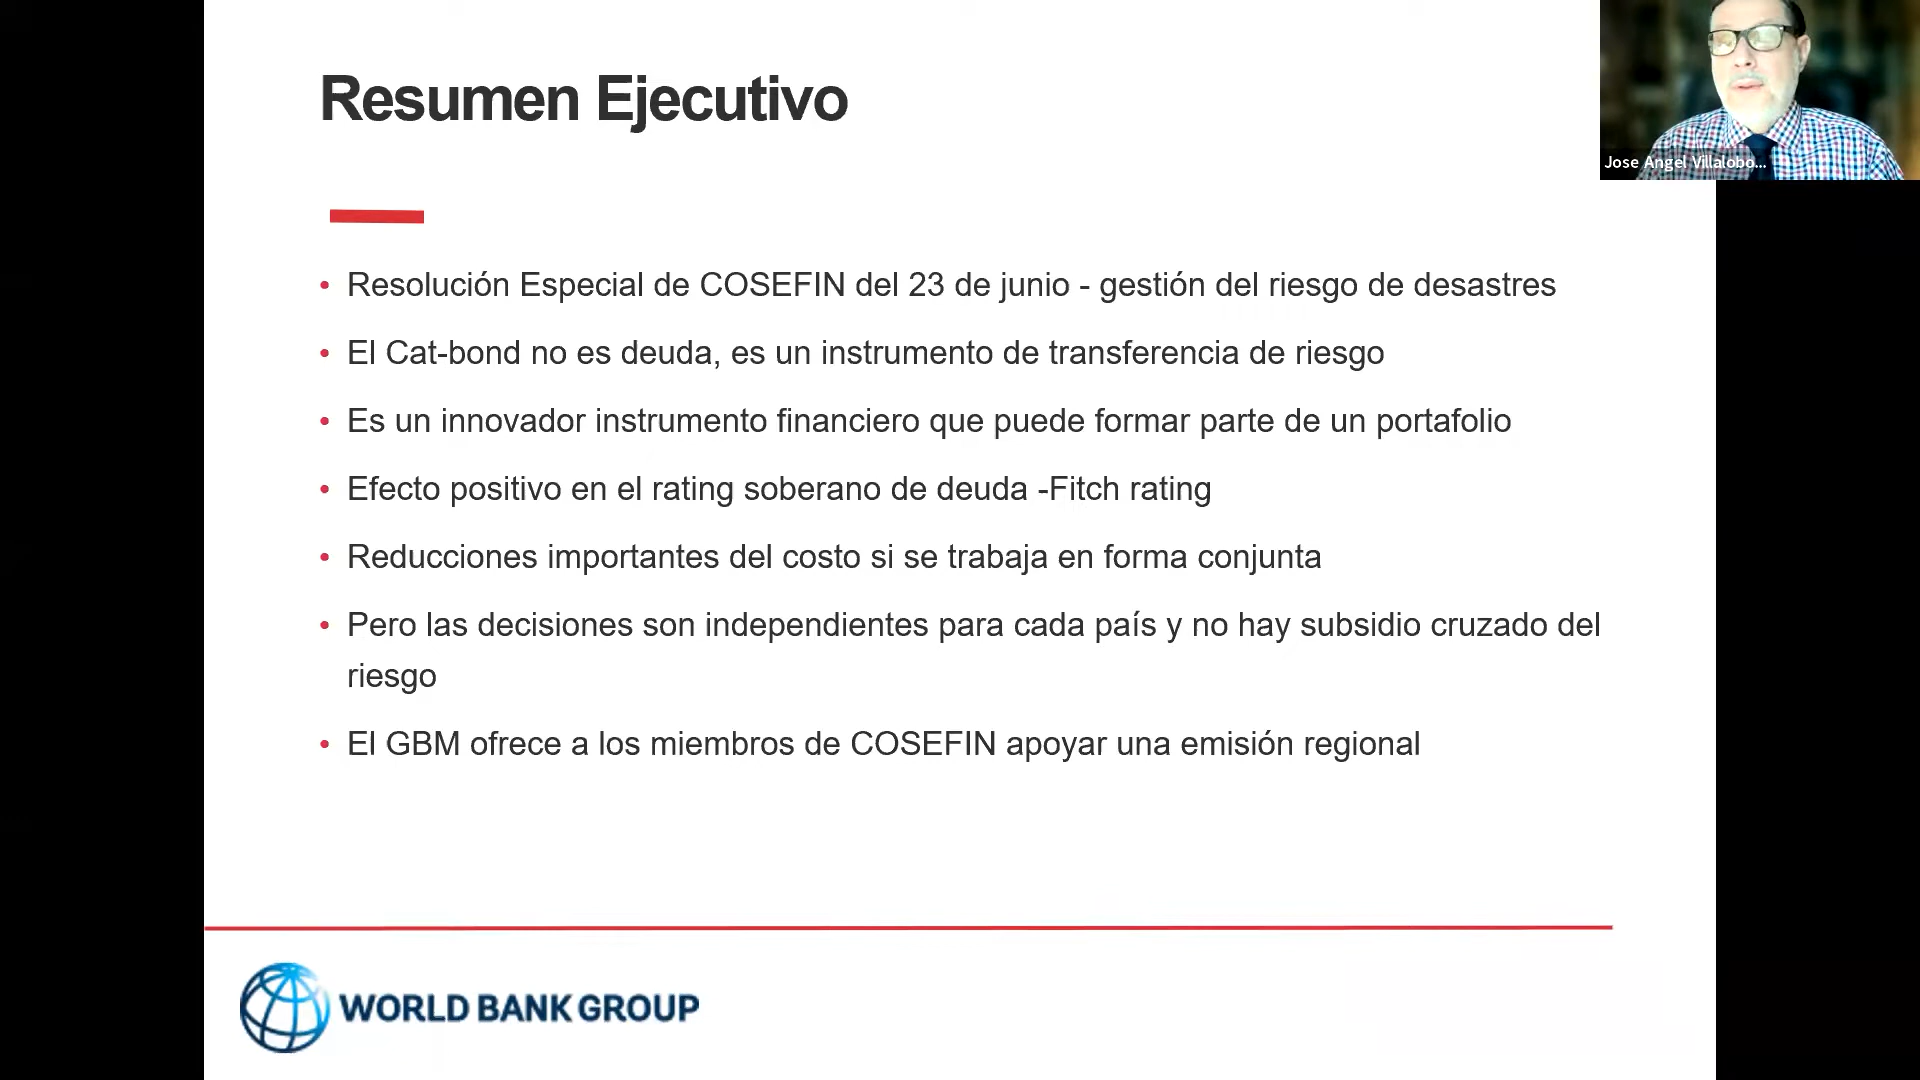 Resumen Ejecutivo
Jose Angel Villalobo...
• Resolución Especial de COSEFIN del 23 de junio - gestión del riesgo de desastres
• El Cat-bond no es deuda, es un instrumento de transferencia de riesgo
• Es un innovador instrumento financiero que puede formar parte de un portafolio
• Efecto positivo en el rating soberano de deuda -Fitch rating
• Reducciones importantes del costo si se trabaja en forma conjunta
• Pero las decisiones son independientes para cada país y no hay subsidio cruzado del
riesgo
• El GBM ofrece a los miembros de COSEFIN apoyar una emisión regional
WORLD BANK GROUP